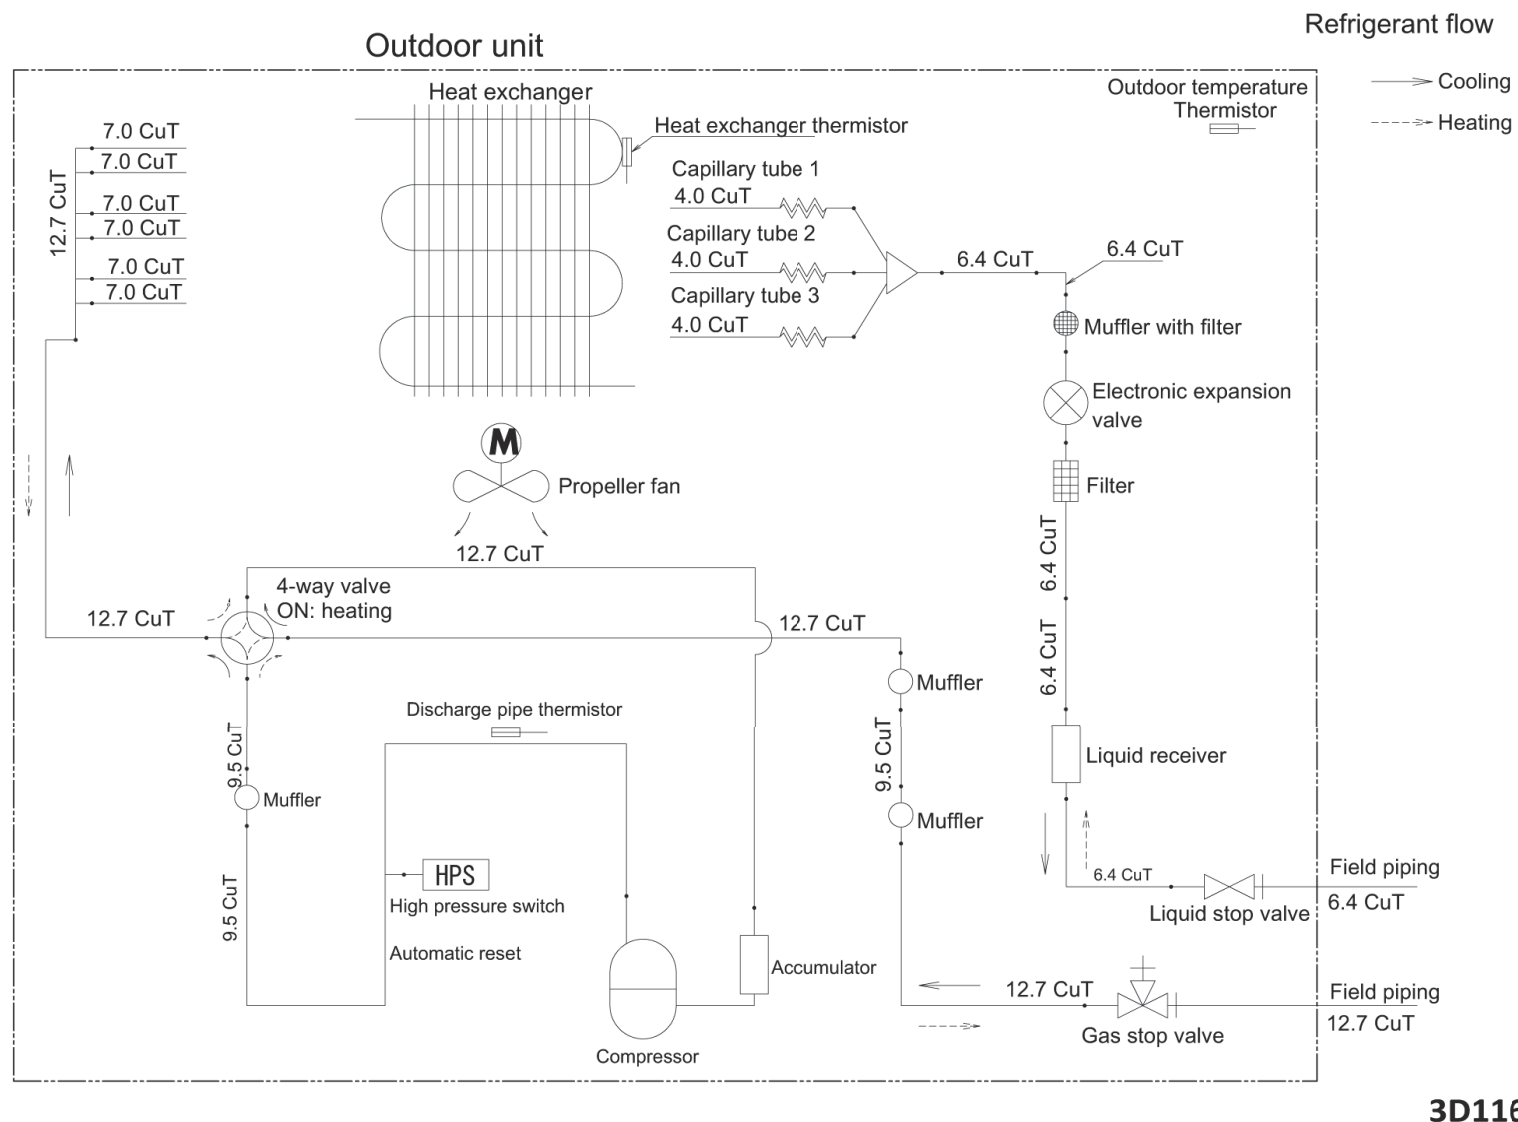 Refrigerant flow
Outdoor unit
Cooling
Heating
Heat exchanger
Outdoor temperature
Thermistor
Heat exchanger thermistor
7.0 CuT
7.0 CuT
7.0 CuT
7.0 CuT
7.0 CuT
7.0 CuT
12.7 CuT
Capillary tube 1
4.0 CuT
Capillary tube 2
4.0 CuT
Capillary tube 3
4.0 CuT
6.4 CuT
6.4 CuT
Muffler with filter
Electronic expansion
valve
Filter
M
Propeller fan
12.7 CuT
6.4 CuT
4-way valve
ON: heating
12.7 CuT
12.7 CuT
6.4 CuT
Muffler
Discharge pipe thermistor
9.5 CuT
9.5 CuT
Liquid receiver
Muffler
Muffler
HPS
High pressure switch
Automatic reset
9.5 CuT
6.4 CuT
Liquid stop valve
Field piping
6.4 CuT
Accumulator
Compressor
12.7 CuT
Gas stop valve
Field piping
12.7 CuT
3D116